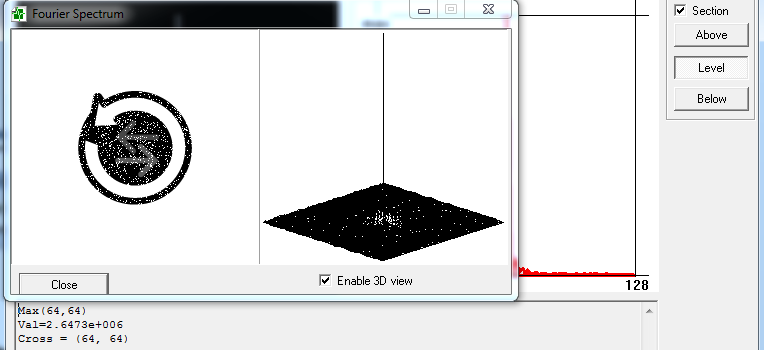 Fourier Spectrum
Section
Above
Level
Below
Close
Enable 3D view
128
Max(64,64)
Val=2.6473e+006
Cross = (64, 64)